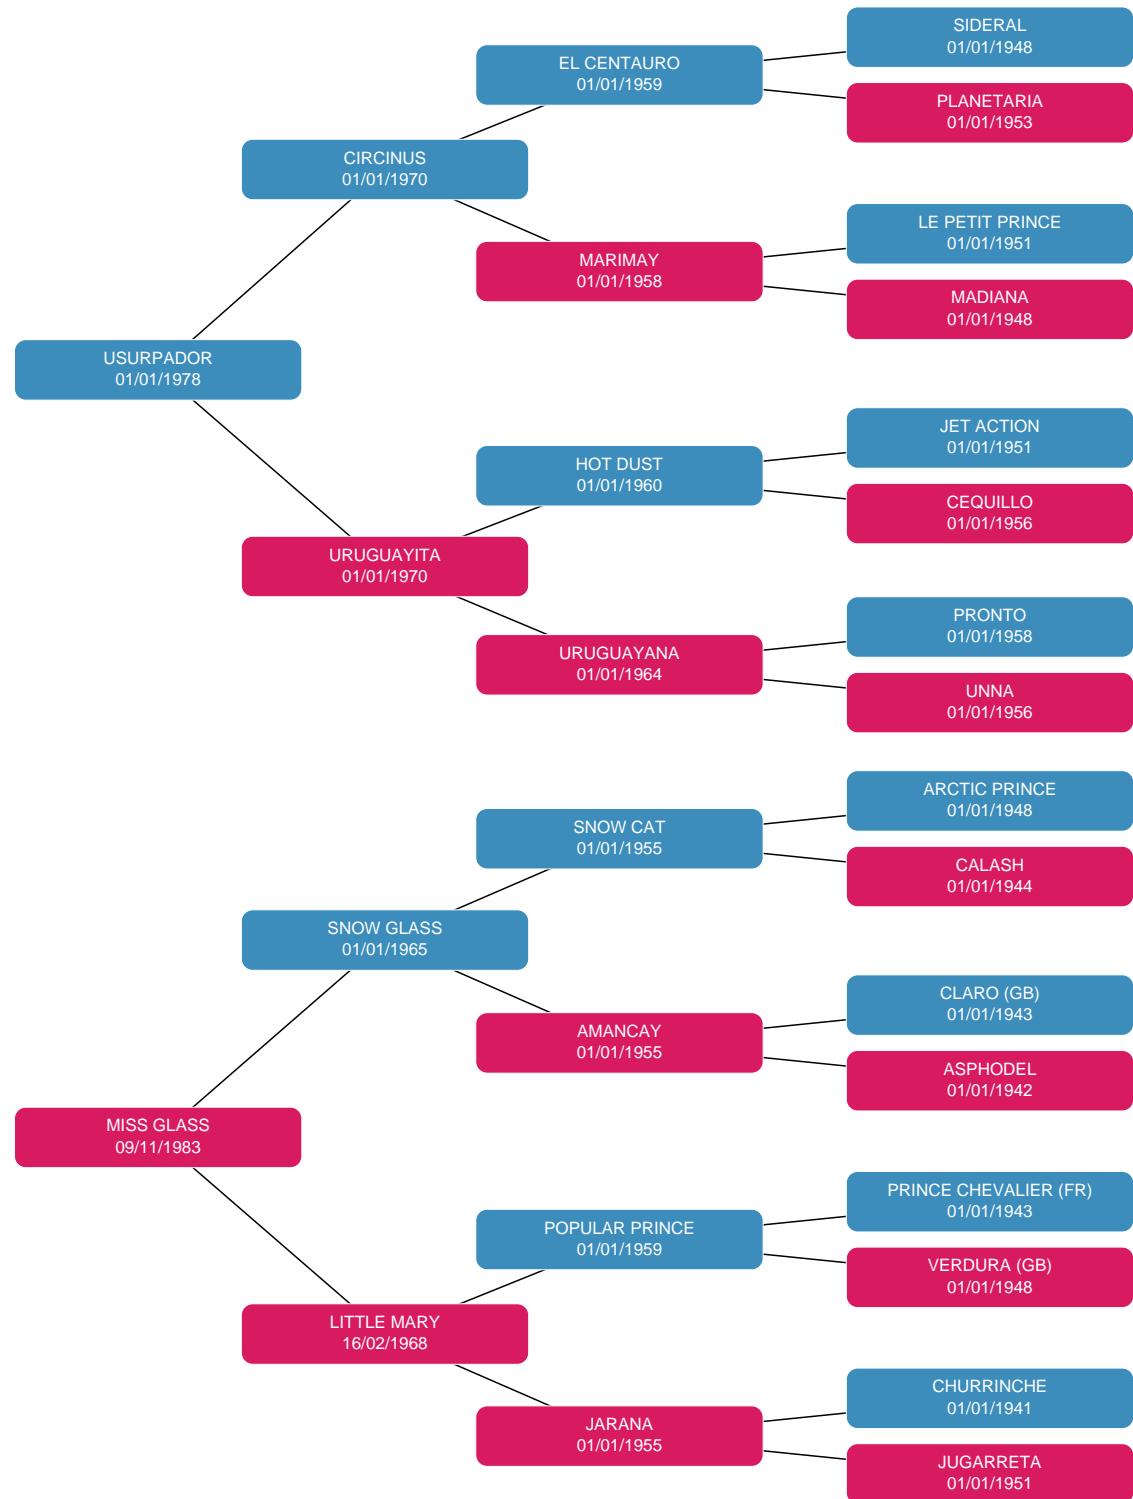 SIDERAL
01/01/1948
EL CENTAURO
01/01/1959
PLANETARIA
01/01/1953
CIRCINUS
01/01/1970
LE PETIT PRINCE
01/01/1951
MARIMAY
01/01/1958
MADIANA
01/01/1948
USURPADOR
01/01/1978
JET ACTION
01/01/1951
HOT DUST
01/01/1960
CEQUILLO
01/01/1956
URUGUAYITA
01/01/1970
PRONTO
01/01/1958
URUGUAYANA
01/01/1964
UNNA
01/01/1956
ARCTIC PRINCE
01/01/1948
SNOW CAT
01/01/1955
CALASH
01/01/1944
SNOW GLASS
01/01/1965
CLARO (GB)
01/01/1943
AMANCAY
01/01/1955
ASPHODEL
01/01/1942
MISS GLASS
09/11/1983
PRINCE CHEVALIER (FR)
01/01/1943
POPULAR PRINCE
01/01/1959
VERDURA (GB)
01/01/1948
LITTLE MARY
16/02/1968
CHURRINCHE
01/01/1941
JARANA
01/01/1955
JUGARRETA
01/01/1951